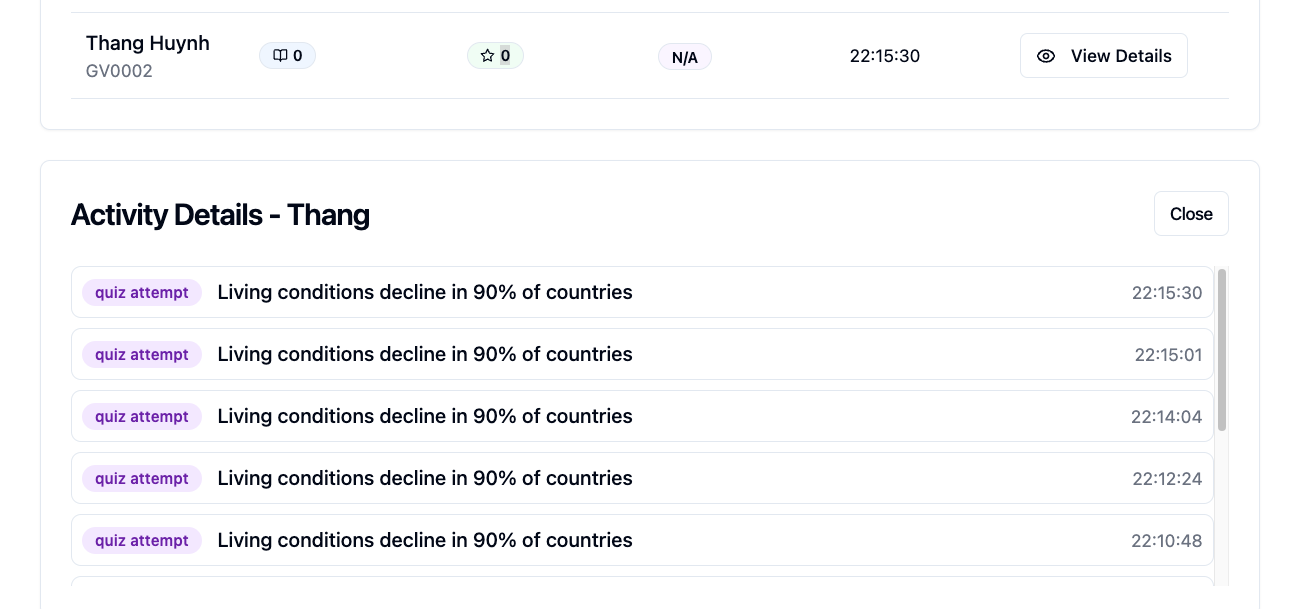 Thang Huynh
GV0002
0
0
N/A
22:15:30
View Details
Activity Details - Thang
Close
quiz attempt Living conditions decline in 90% of countries 22:15:30
quiz attempt Living conditions decline in 90% of countries 22:15:01
quiz attempt Living conditions decline in 90% of countries 22:14:04
quiz attempt Living conditions decline in 90% of countries 22:12:24
quiz attempt Living conditions decline in 90% of countries 22:10:48